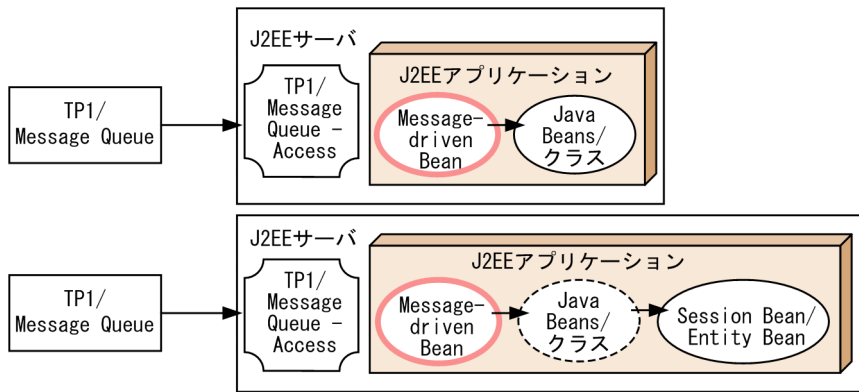 J2EEサーバ
TP1/
Message Queue
TP1/
Message
Queue −
Access
J2EEアプリケーション
Message−
driven
Bean
Java
Beans/
クラス
J2EEサーバ
TP1/
Message Queue
TP1/
Message
Queue −
Access
J2EEアプリケーション
Message−
driven
Bean
Java
Beans/
クラス
Session Bean/
Entity Bean